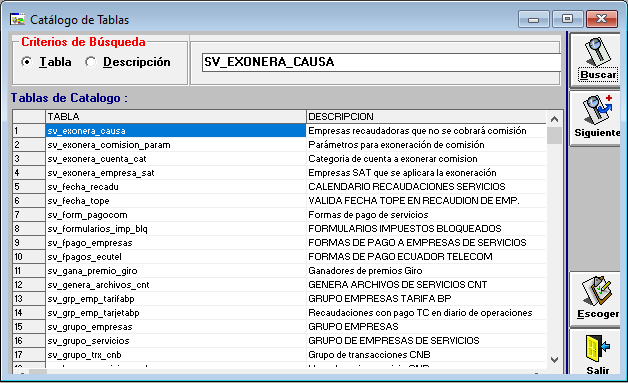 Catálogo de Tablas
Criterios de Búsqueda
Tabla Descripción
SV_EXONERA_CAUSA
Buscar
Siguiente
Escoger
Salir
Tablas de Catalogo :
TABLA DESCRIPCION
1 sv_exonera_causa Empresas recaudadoras que no se cobrará comisión
2 sv_exonera_comision_param Parámetros para exoneración de comisión
3 sv_exonera_cuenta_cat Categoria de cuenta a exonerar comision
4 sv_exonera_empresa_sat Empresas SAT que se aplicara la exoneración
5 sv_fecha_recadu CALENDARIO RECAUDACIONES SERVICIOS
6 sv_fecha_tope VALIDA FECHA TOPE EN RECAUDION DE EMP.
7 sv_form_pagocom Formas de pago de servicios
8 sv_formularios_imp_blq FORMULARIOS IMPUESTOS BLOQUEADOS
9 sv_fpago_empresas FORMAS DE PAGO A EMPRESAS DE SERVICIOS
10 sv_fpagos_ecutel FORMAS DE PAGO ECUADOR TELECOM
11 sv_gana_premio_giro Ganadores de premios Giro
12 sv_genera_archivos_cnt GENERA ARCHIVOS DE SERVICIOS CNT
13 sv_grp_emp_tarifabp GRUPO EMPRESAS TARIFA BP
14 sv_grp_emp_tarjetabp Recaudaciones con pago TC en diario de operaciones
15 sv_grupo_empresas GRUPO EMPRESAS
16 sv_grupo_servicios GRUPO DE EMPRESAS DE SERVICIOS
17 sv_grupo_trx_cnb Grupo de transacciones CNB